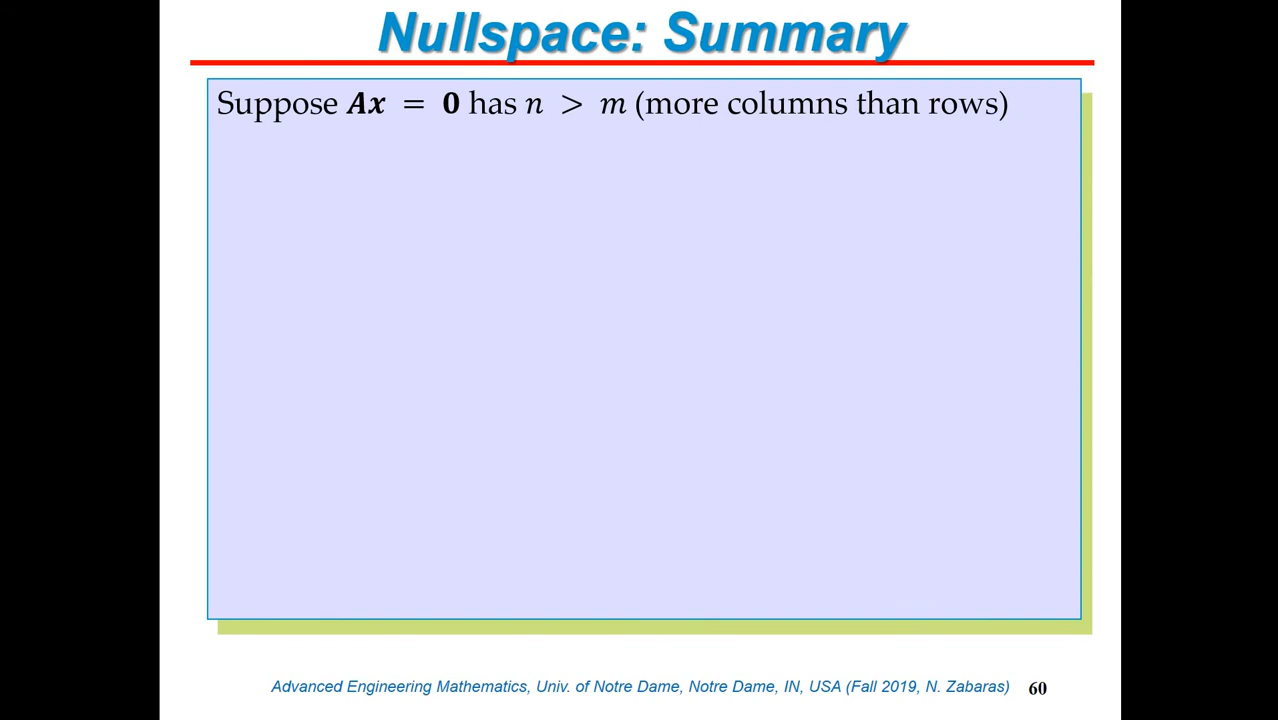 Nullspace: Summary
Suppose Ax = 0 has n > m (more columns than rows)
Advanced Engineering Mathematics, Univ. of Notre Dame, Notre Dame, IN, USA (Fall 2019, N. Zabaras) 60